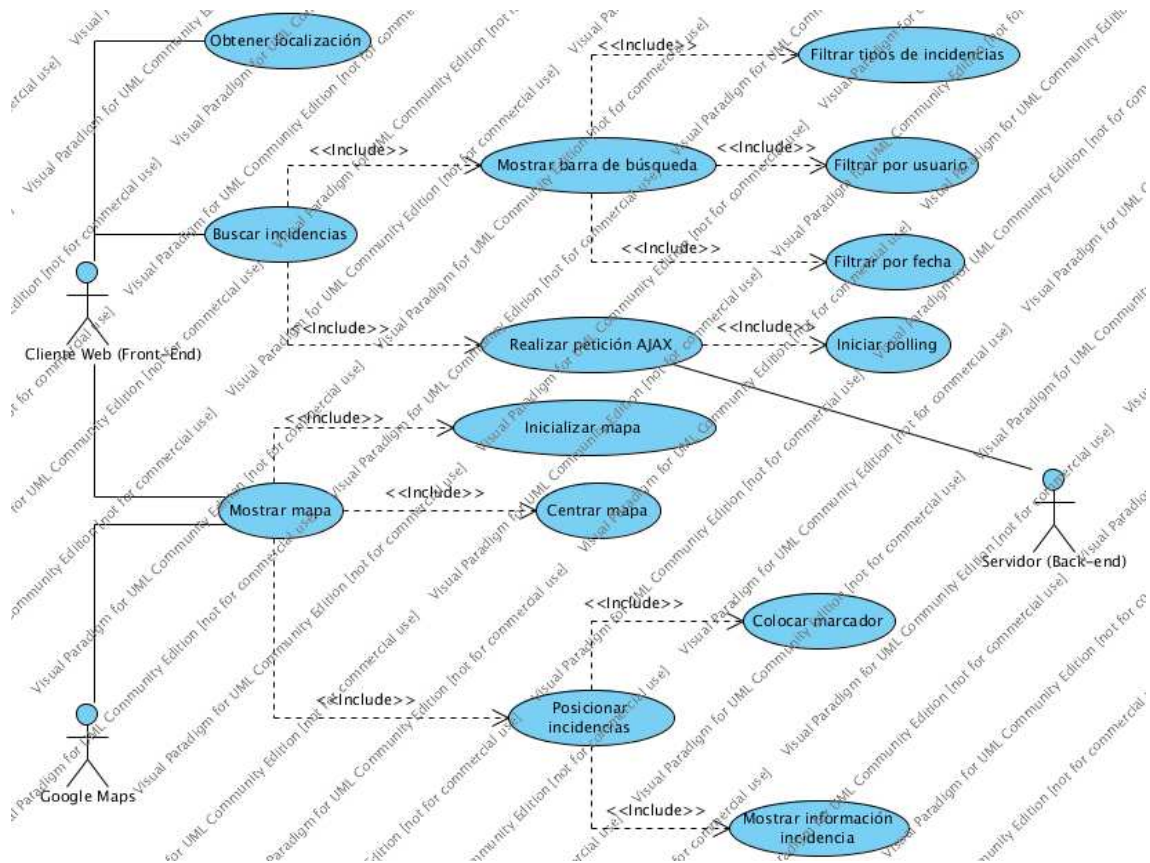 Obtener localización
<<Include>>
Filtrar tipos de incidencias
<<Include>>
Mostrar barra de búsqueda
<<Include>>
Filtrar por usuario
Buscar incidencias
<<Include>>
Filtrar por fecha
Cliente Web (Front-End)
<<Include>>
Realizar petición AJAX
<<Include>>
Iniciar polling
<<Include>>
Inicializar mapa
Mostrar mapa
<<Include>>
Centrar mapa
Servidor (Back-end)
<<Include>>
Colocar marcador
<<Include>>
Posicionar
incidencias
Google Maps
<<Include>>
Mostrar información
incidencia
Visual Paradigm for UML Community Edition [not for commercial use]